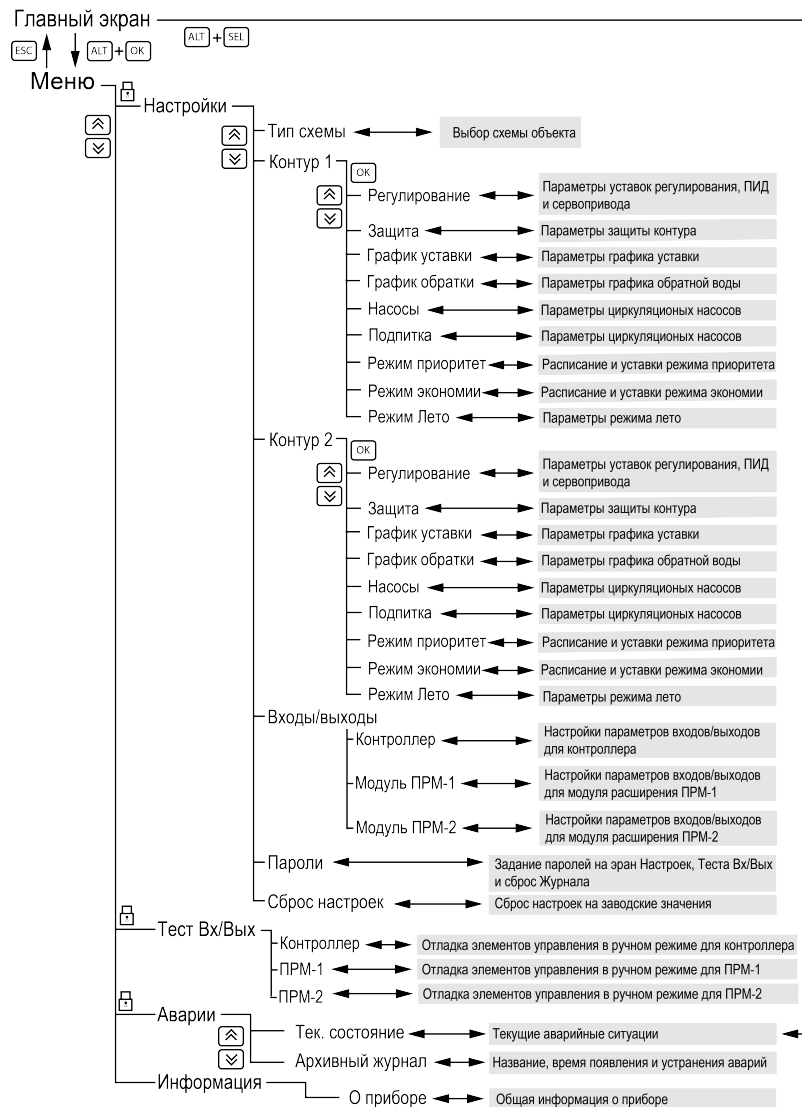 Главный экран
ALT + SEL
ESC ALT + OK
Меню
Настройки
Тип схемы Выбор схемы объекта
Контур 1
OK
Регулирование Параметры уставок регулирования, ПИД
и сервопривода
Защита Параметры защиты контура
График уставки Параметры графика уставки
График обратки Параметры графика обратной воды
Насосы Параметры циркуляционых насосов
Подпитка Параметры циркуляционых насосов
Режим приоритет Расписание и уставки режима приоритета
Режим экономии Расписание и уставки режима экономии
Режим Лето Параметры режима лето
Контур 2
OK
Регулирование Параметры уставок регулирования, ПИД
и сервопривода
Защита Параметры защиты контура
График уставки Параметры графика уставки
График обратки Параметры графика обратной воды
Насосы Параметры циркуляционых насосов
Подпитка Параметры циркуляционых насосов
Режим приоритет Расписание и уставки режима приоритета
Режим экономии Расписание и уставки режима экономии
Режим Лето Параметры режима лето
Входы/выходы
Контроллер Настройки параметров входов/выходов
для контроллера
Модуль ПРМ-1 Настройки параметров входов/выходов
для модуля расширения ПРМ-1
Модуль ПРМ-2 Настройки параметров входов/выходов
для модуля расширения ПРМ-2
Пароли Задание паролей на эран Настроек, Теста Вх/Вых
и сброс Журнала
Сброс настроек Сброс настроек на заводские значения
Тест Вх/Вых
Контроллер Отладка элементов управления в ручном режиме для контроллера
ПРМ-1 Отладка элементов управления в ручном режиме для ПРМ-1
ПРМ-2 Отладка элементов управления в ручном режиме для ПРМ-2
Аварии
Тек. состояние Текущие аварийные ситуации
Архивный журнал Название, время появления и устранения аварий
Информация
О приборе Общая информация о приборе